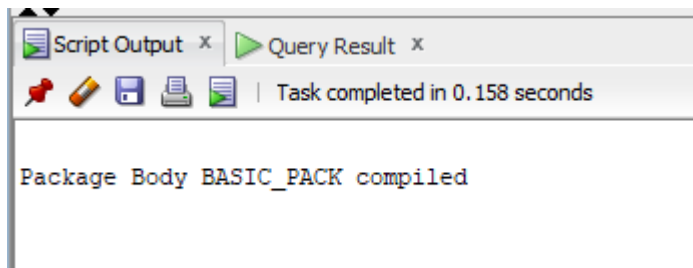 Script Output x Query Result x
Task completed in 0.158 seconds
Package Body BASIC_PACK compiled